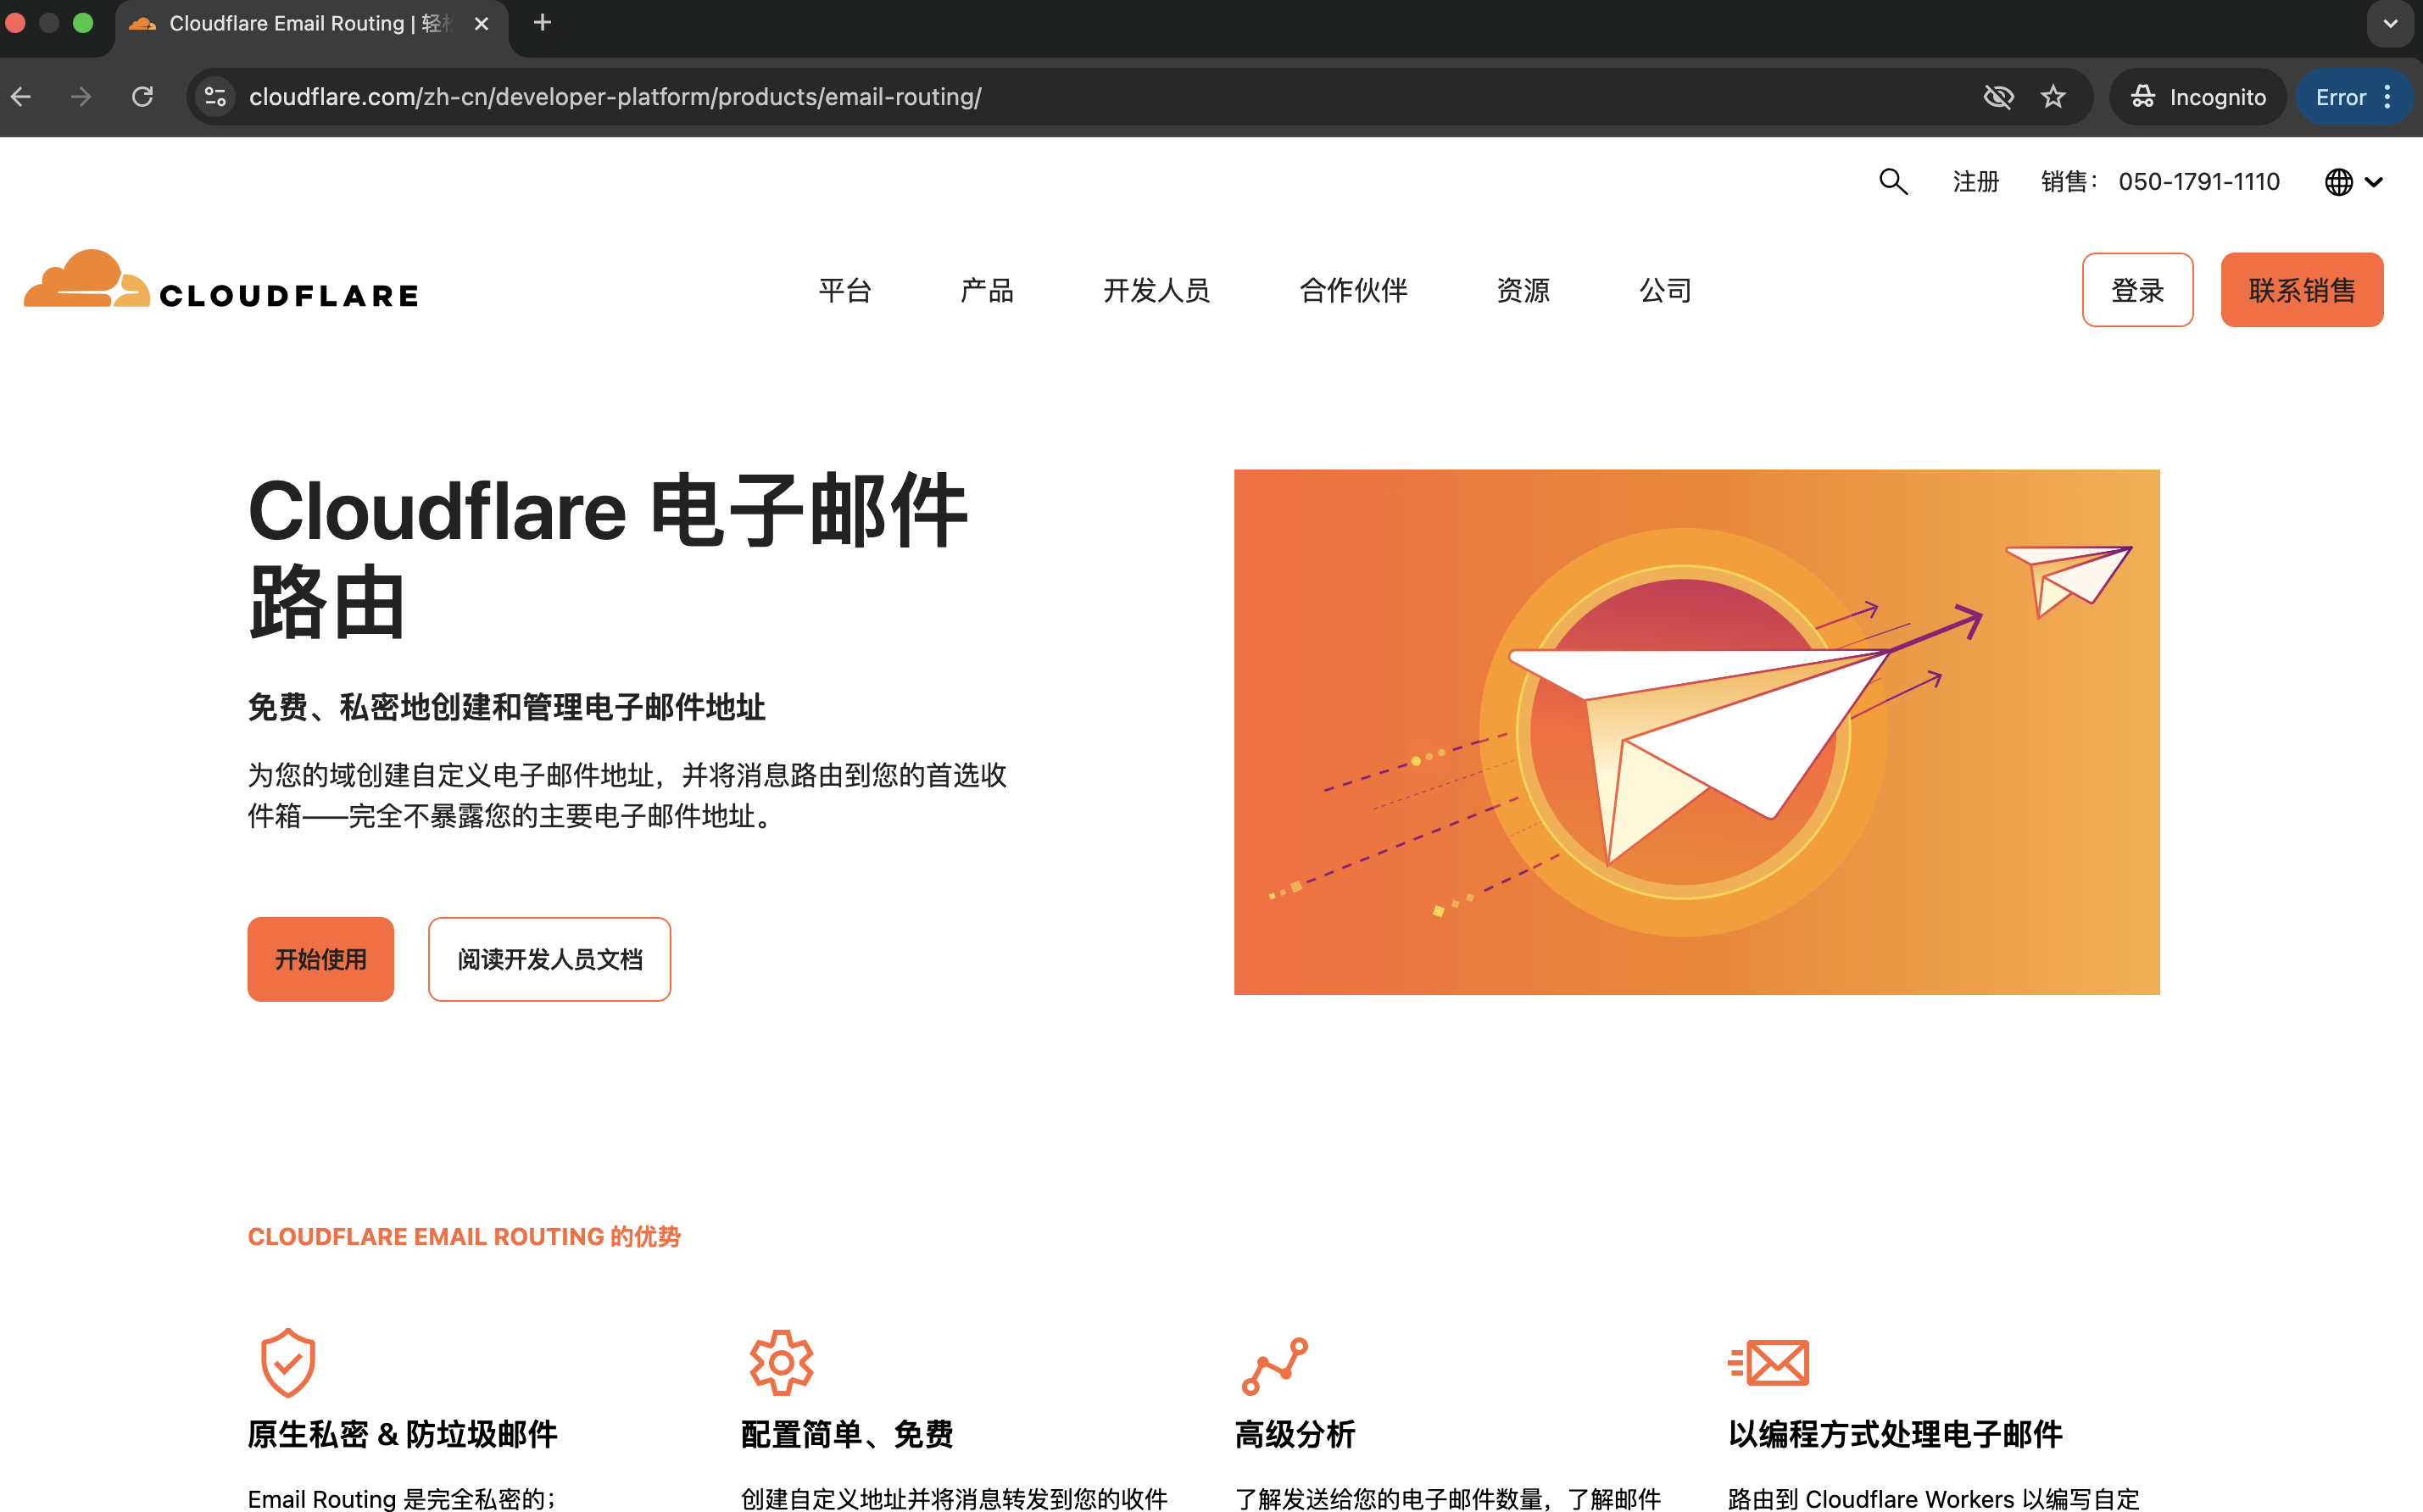 Cloudflare Email Routing | 轻
cloudflare.com/zh-cn/developer-platform/products/email-routing/
Incognito
Error
注册
销售： 050-1791-1110
CLOUDFLARE
平台
产品
开发人员
合作伙伴
资源
公司
登录
联系销售
Cloudflare 电子邮件
路由
免费、私密地创建和管理电子邮件地址
为您的域创建自定义电子邮件地址，并将消息路由到您的首选收
件箱——完全不暴露您的主要电子邮件地址。
开始使用
阅读开发人员文档
CLOUDFLARE EMAIL ROUTING 的优势
原生私密 & 防垃圾邮件
Email Routing 是完全私密的；
配置简单、免费
创建自定义地址并将消息转发到您的收件
高级分析
了解发送给您的电子邮件数量，了解邮件
以编程方式处理电子邮件
路由到 Cloudflare Workers 以编写自定